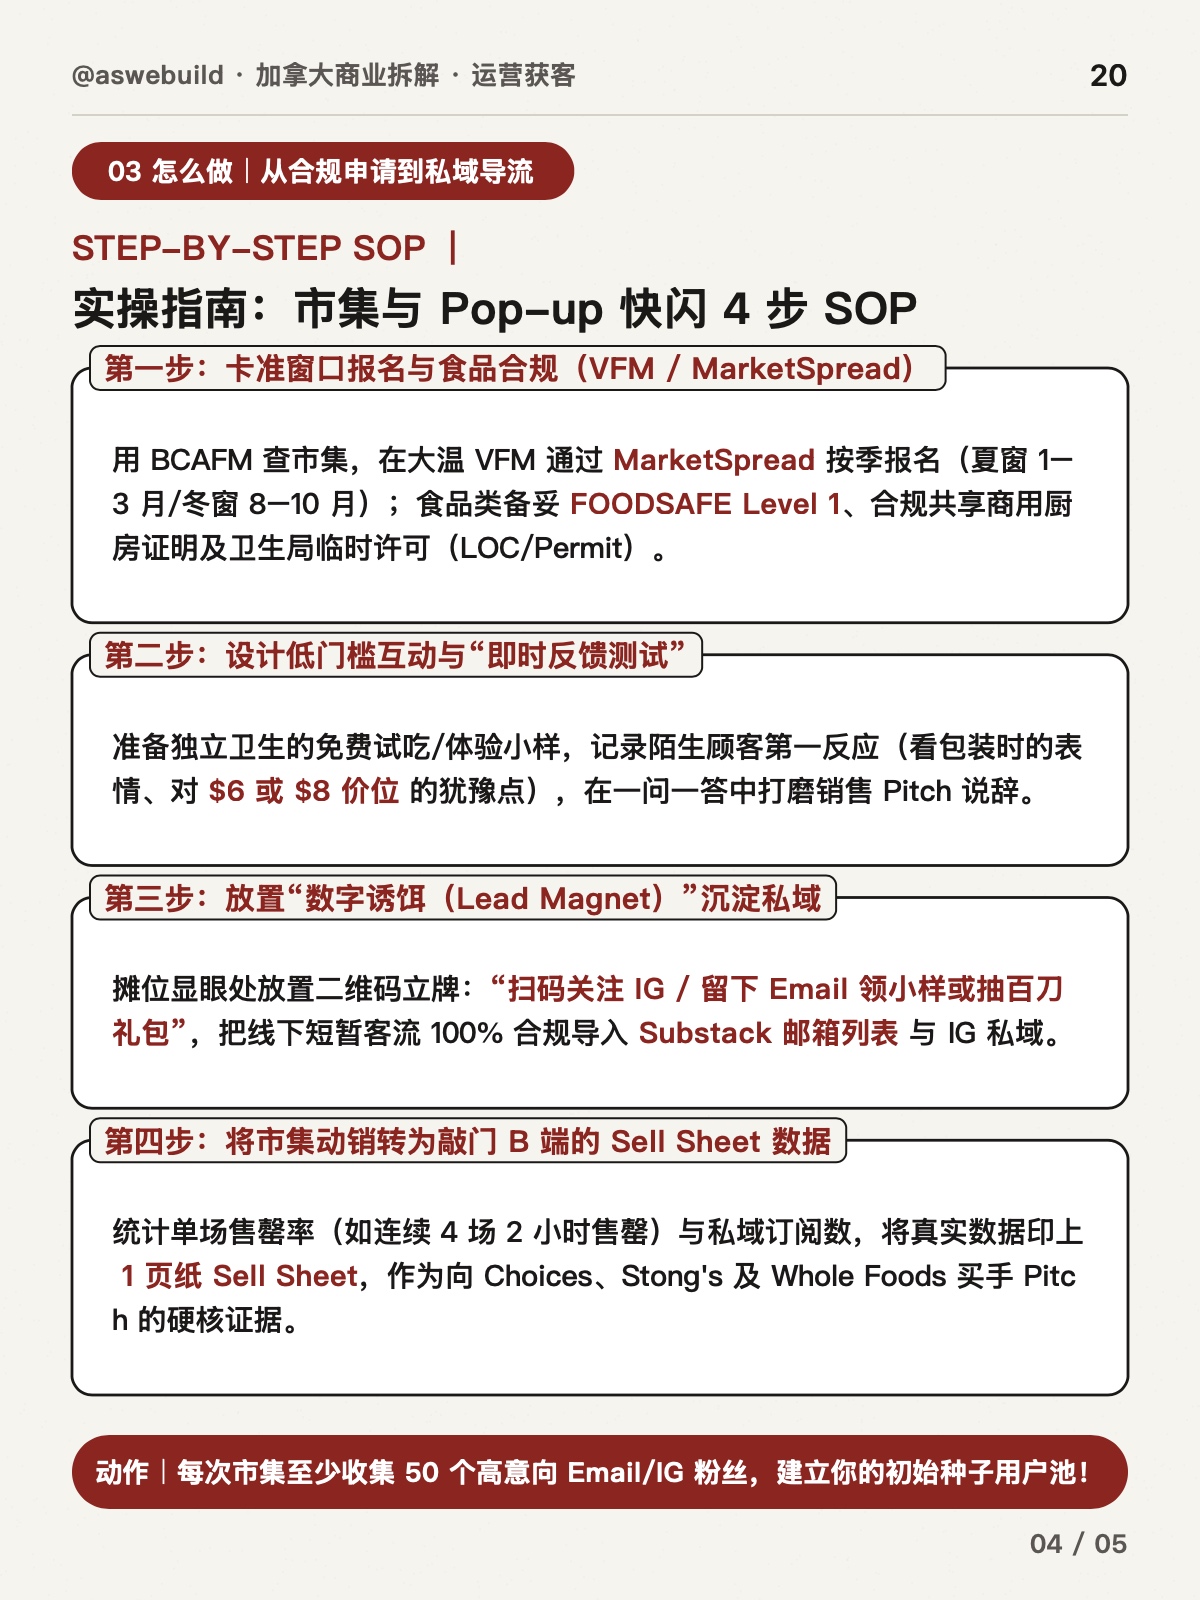 @aswebuild · 加拿大商业拆解 · 运营获客
20
03 怎么做｜从合规申请到私域导流
STEP-BY-STEP SOP ｜
实操指南：市集与 Pop-up 快闪 4 步 SOP
第一步：卡准窗口报名与食品合规（VFM / MarketSpread）
用 BCAFM 查市集，在大温 VFM 通过 MarketSpread 按季报名（夏窗 1—
3 月/冬窗 8—10 月）；食品类备妥 FOODSAFE Level 1、合规共享商用厨
房证明及卫生局临时许可（LOC/Permit）。
第二步：设计低门槛互动与“即时反馈测试”
准备独立卫生的免费试吃/体验小样，记录陌生顾客第一反应（看包装时的表
情、对 $6 或 $8 价位 的犹豫点），在一问一答中打磨销售 Pitch 说辞。
第三步：放置“数字诱饵（Lead Magnet）”沉淀私域
摊位显眼处放置二维码立牌：“扫码关注 IG / 留下 Email 领小样或抽百刀
礼包”，把线下短暂客流 100% 合规导入 Substack 邮箱列表 与 IG 私域。
第四步：将市集动销转为敲门 B 端的 Sell Sheet 数据
统计单场售罄率（如连续 4 场 2 小时售罄）与私域订阅数，将真实数据印上
1 页纸 Sell Sheet，作为向 Choices、Stong's 及 Whole Foods 买手 Pitc
h 的硬核证据。
动作｜每次市集至少收集 50 个高意向 Email/IG 粉丝，建立你的初始种子用户池！
04 / 05